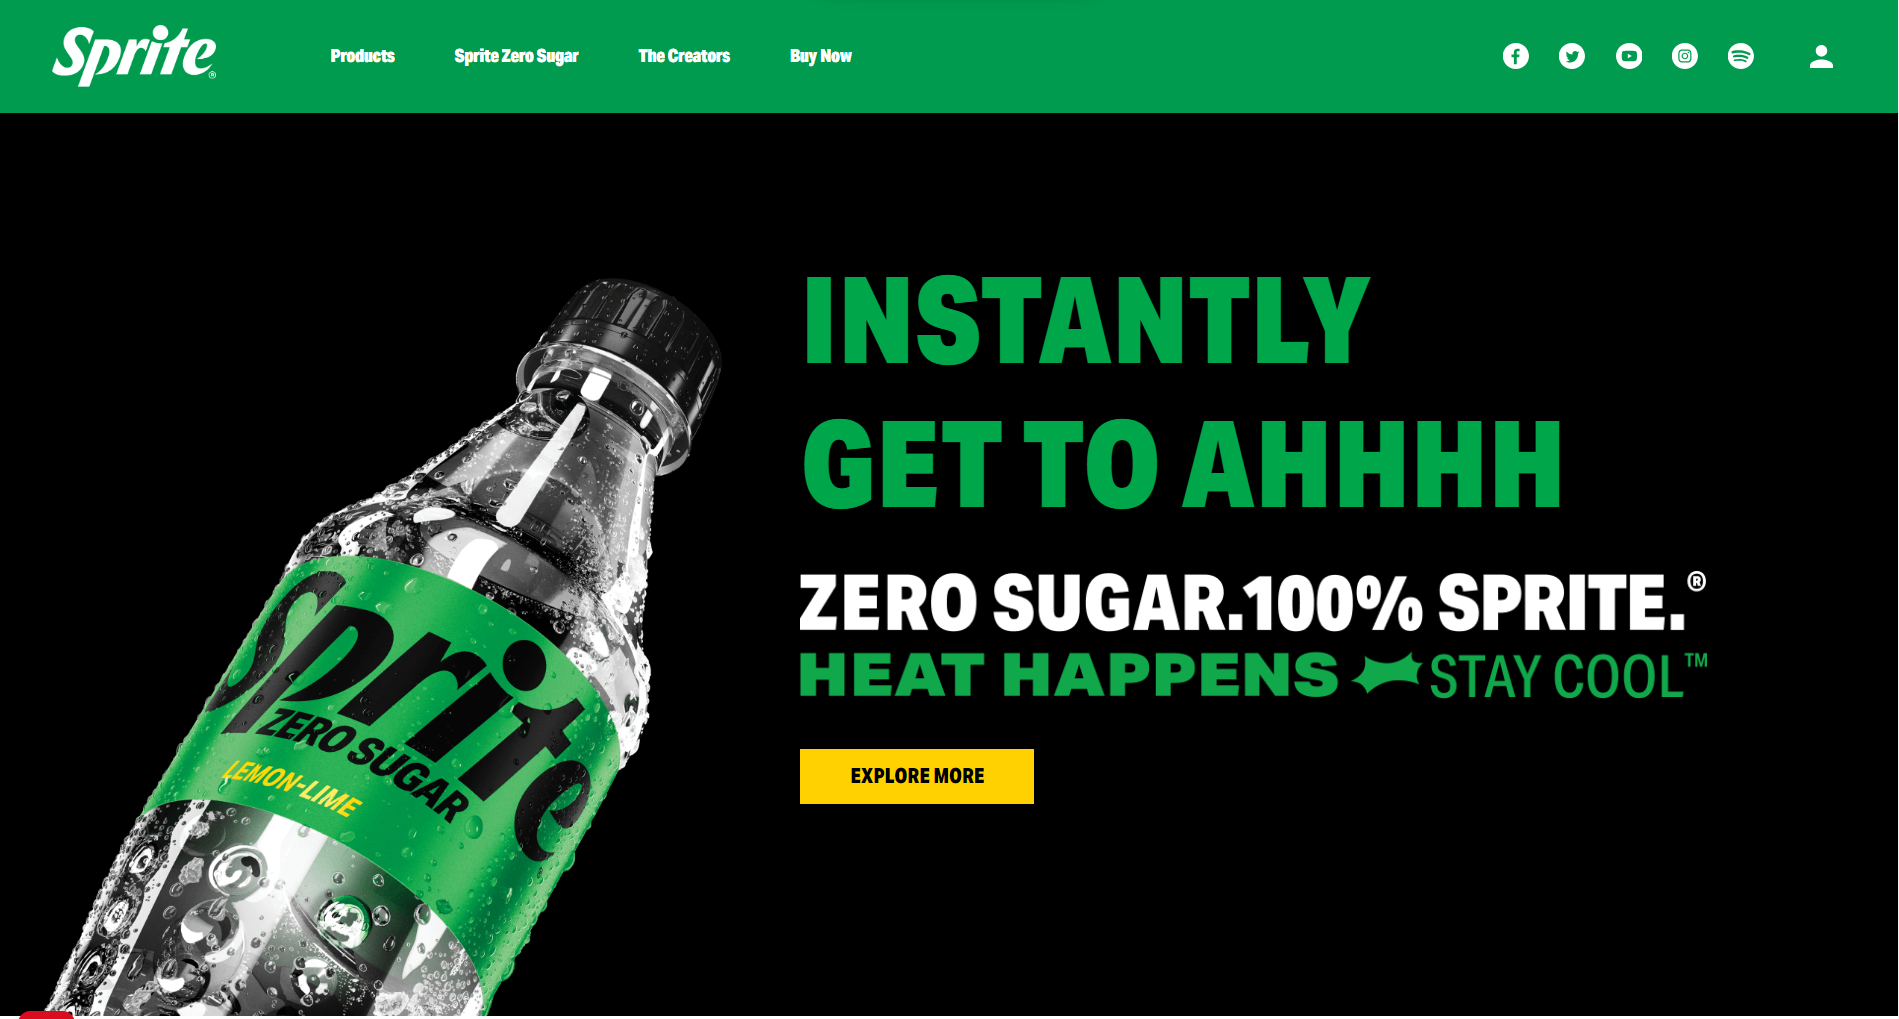 Sprite®
Products
Sprite Zero Sugar
The Creators
Buy Now
INSTANTLY
GET TO AHHHH
ZERO SUGAR.100% SPRITE.®
HEAT HAPPENS STAY COOL™
EXPLORE MORE
Sprite
ZERO SUGAR
LEMON-LIME